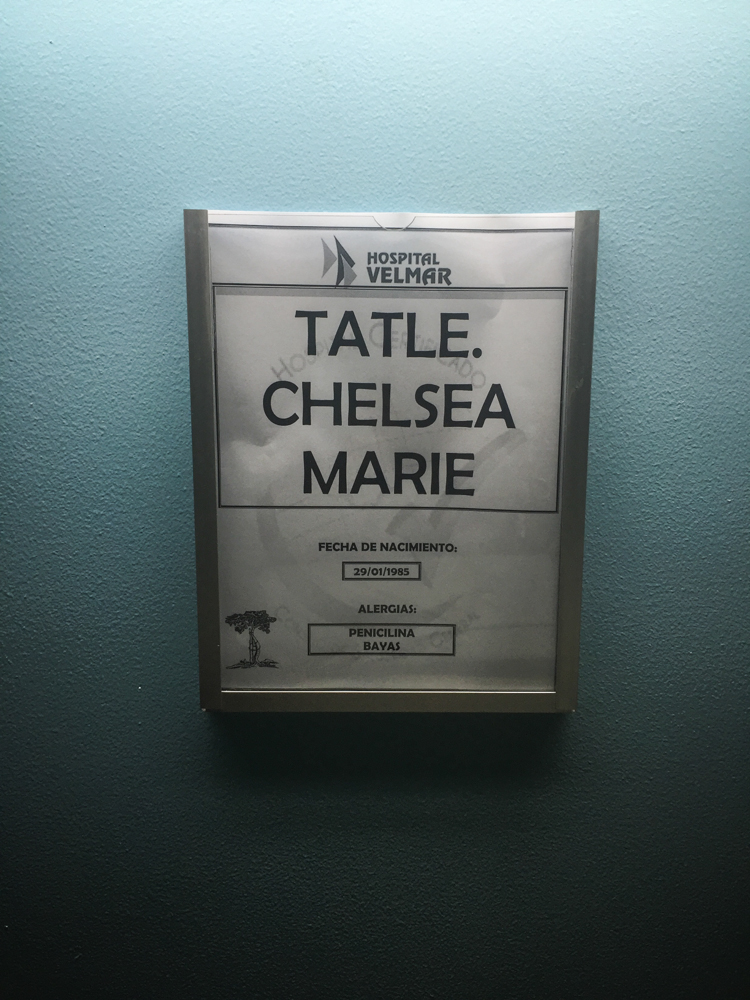 HOSPITAL
VELMAR
TATLE.
CHELSEA
MARIE
FECHA DE NACIMIENTO:
29/01/1985
ALERGIAS:
PENICILINA
BAYAS